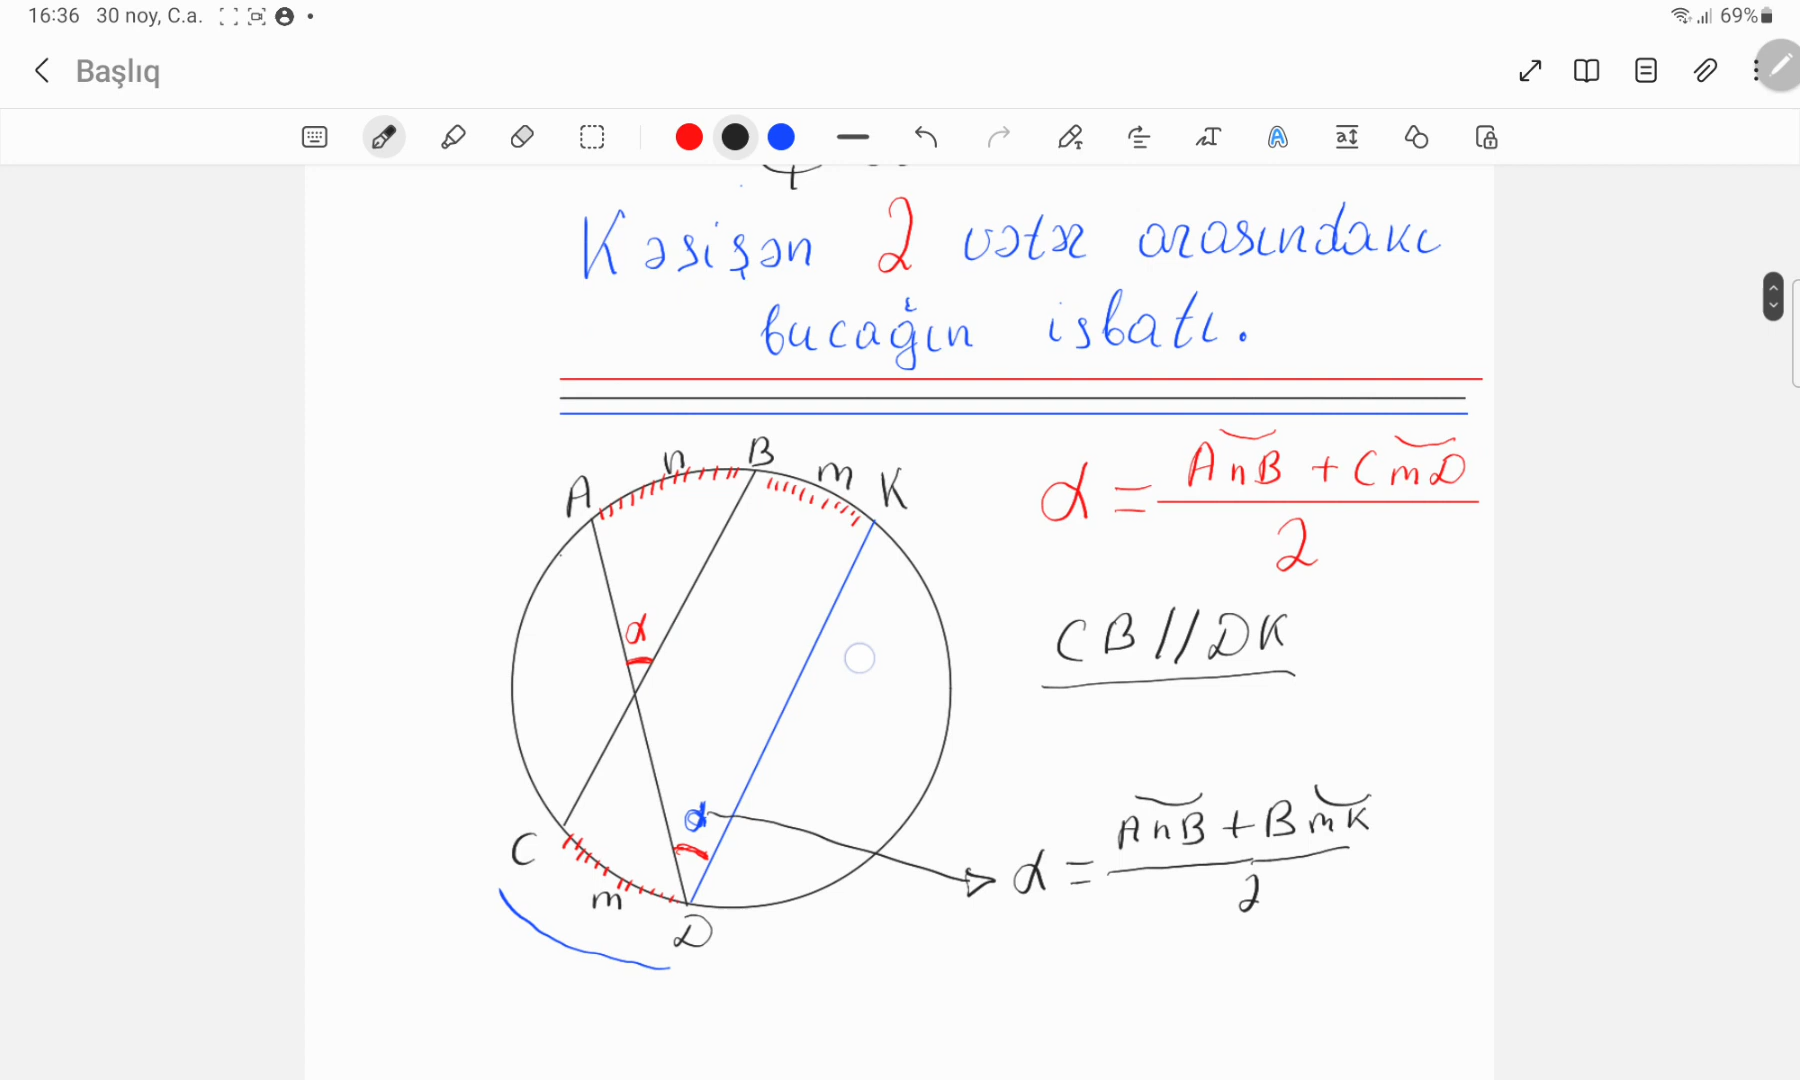 16:36 30 noy, C.a.
69%
Başlıq
Kəsişən 2 vətər arasındakı
bucağın isbatı.
A
n
B
m
K
α = (AnB + CmD) / 2
α
CB // DK
α
α = (AnB + BmK) / 2
C
m
D